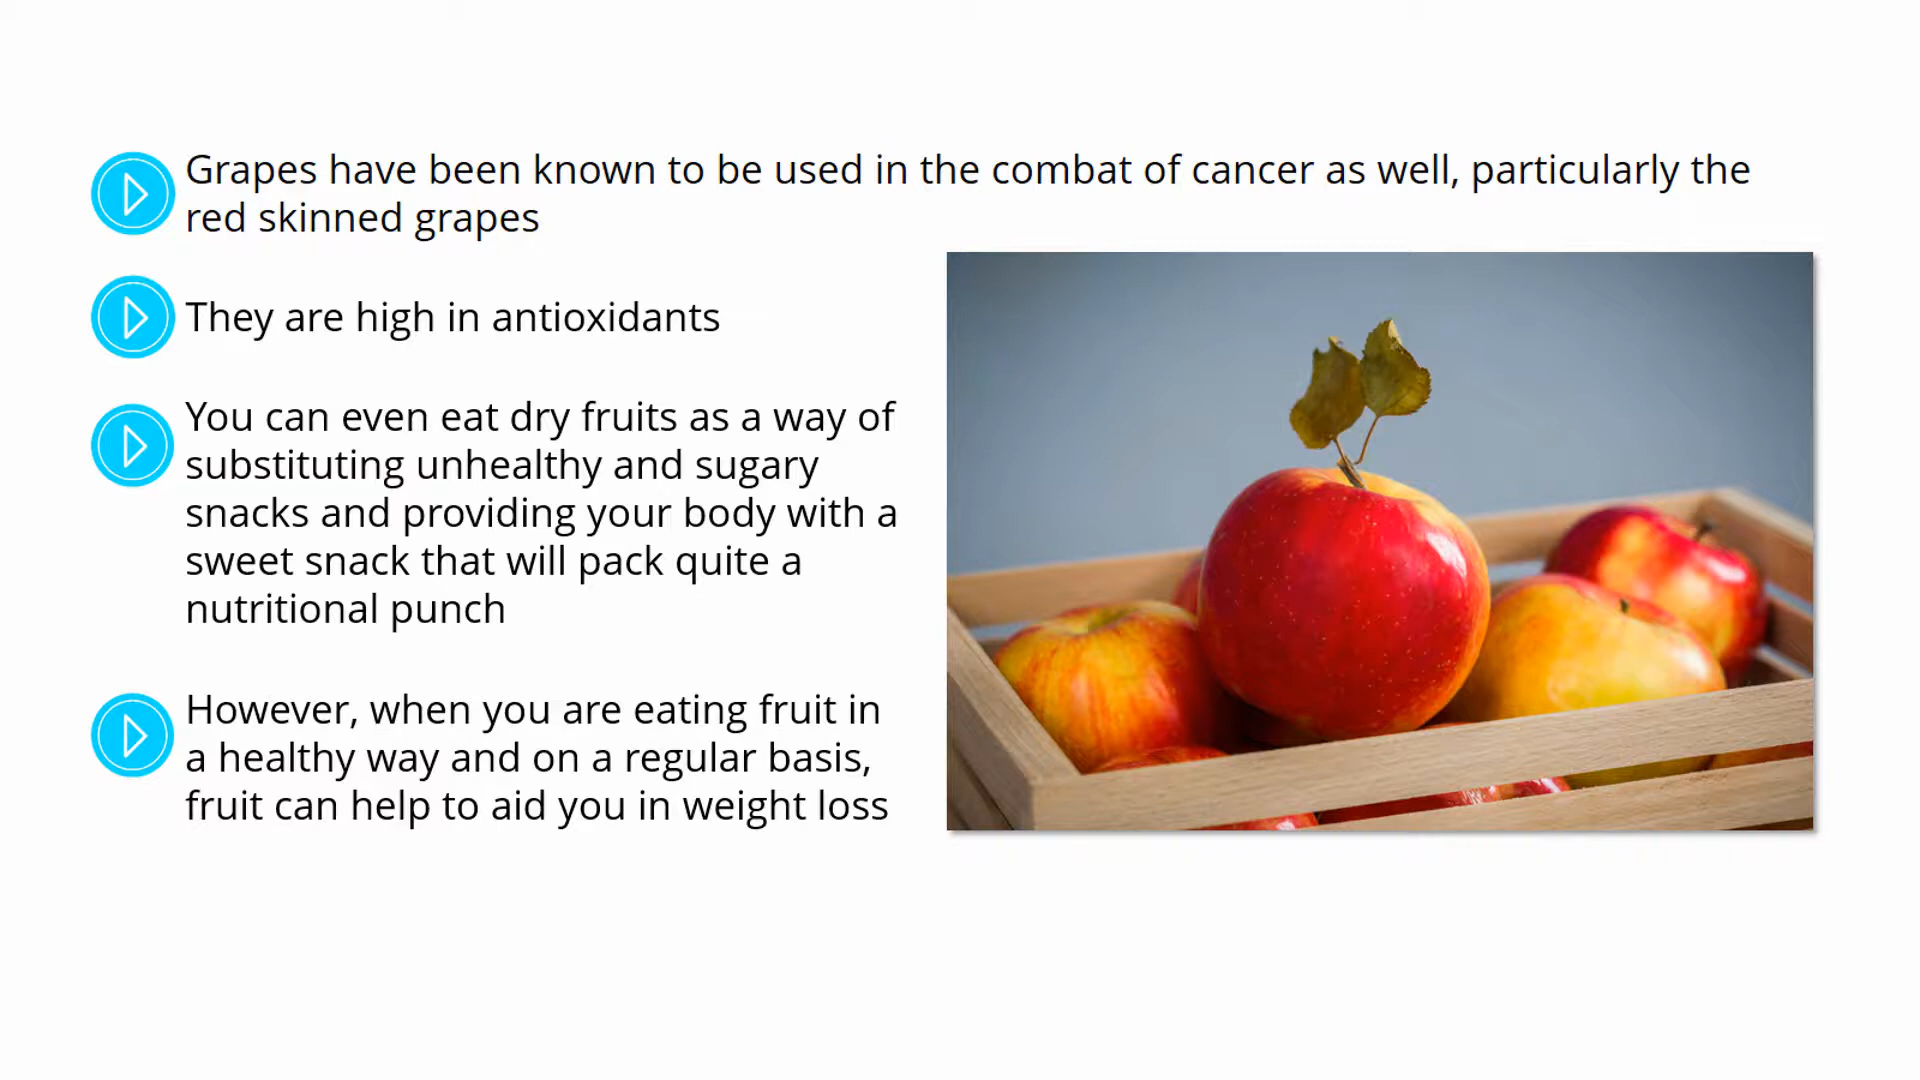 Grapes have been known to be used in the combat of cancer as well, particularly the
red skinned grapes
They are high in antioxidants
You can even eat dry fruits as a way of
substituting unhealthy and sugary
snacks and providing your body with a
sweet snack that will pack quite a
nutritional punch
However, when you are eating fruit in
a healthy way and on a regular basis,
fruit can help to aid you in weight loss